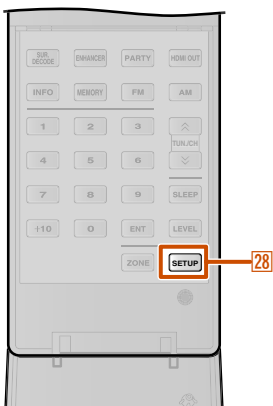 SUR. DECODE ENHANCER PARTY HDMI OUT
INFO MEMORY FM AM
1 2 3
TUN./CH
4 5 6
7 8 9 SLEEP
+10 0 ENT LEVEL
ZONE SETUP 28